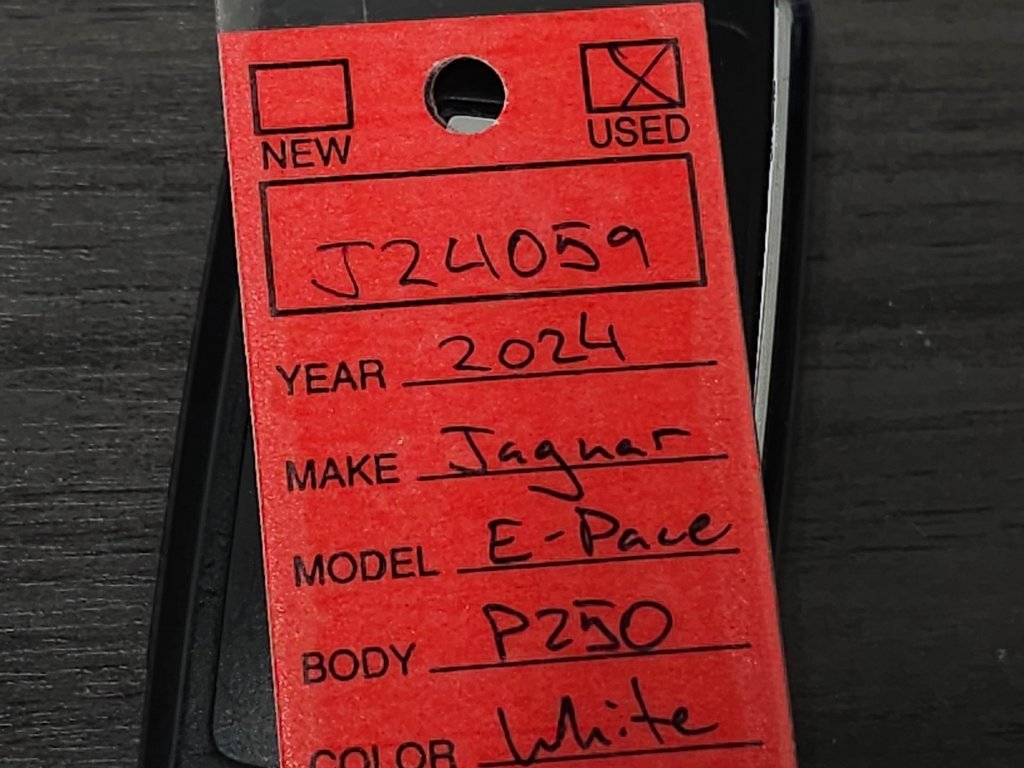 NEW USED
J24059
YEAR 2024
MAKE Jaguar
MODEL E-Pace
BODY P250
COLOR White